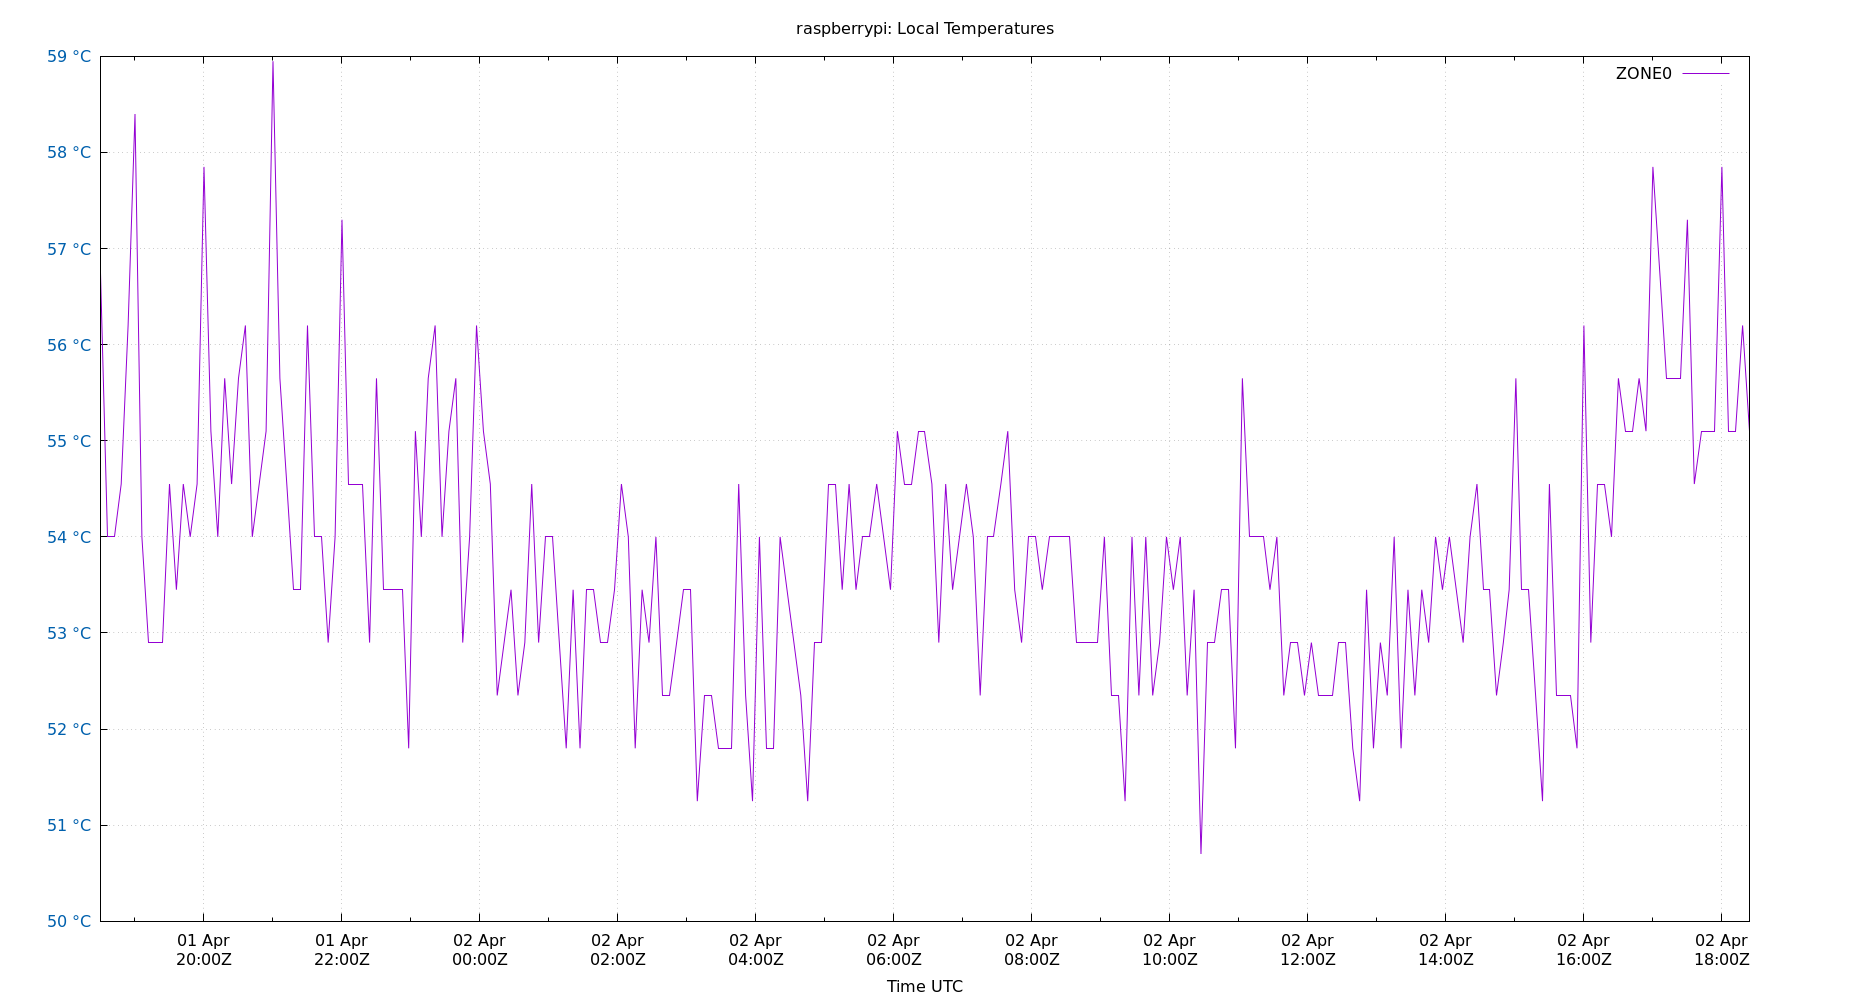 raspberrypi: Local Temperatures
59 °C
ZONE0
58 °C
57 °C
56 °C
55 °C
54 °C
53 °C
52 °C
51 °C
50 °C
01 Apr 01 Apr 02 Apr 02 Apr 02 Apr 02 Apr 02 Apr 02 Apr 02 Apr 02 Apr 02 Apr 02 Apr
20:00Z 22:00Z 00:00Z 02:00Z 04:00Z 06:00Z 08:00Z 10:00Z 12:00Z 14:00Z 16:00Z 18:00Z
Time UTC